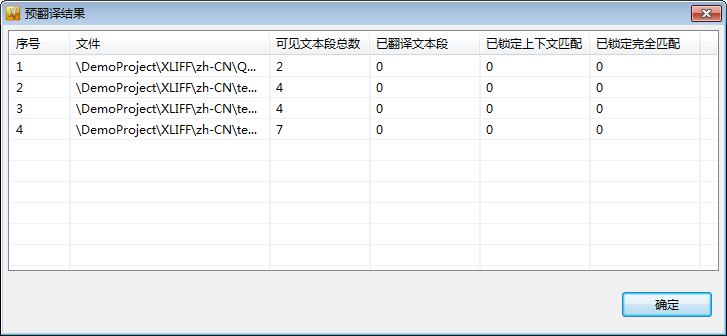 预翻译结果
序号 文件 可见文本段总数 已翻译文本段 已锁定上下文匹配 已锁定完全匹配
1 \DemoProject\XLIFF\zh-CN\Q... 2 0 0 0
2 \DemoProject\XLIFF\zh-CN\te... 4 0 0 0
3 \DemoProject\XLIFF\zh-CN\te... 4 0 0 0
4 \DemoProject\XLIFF\zh-CN\te... 7 0 0 0
确定